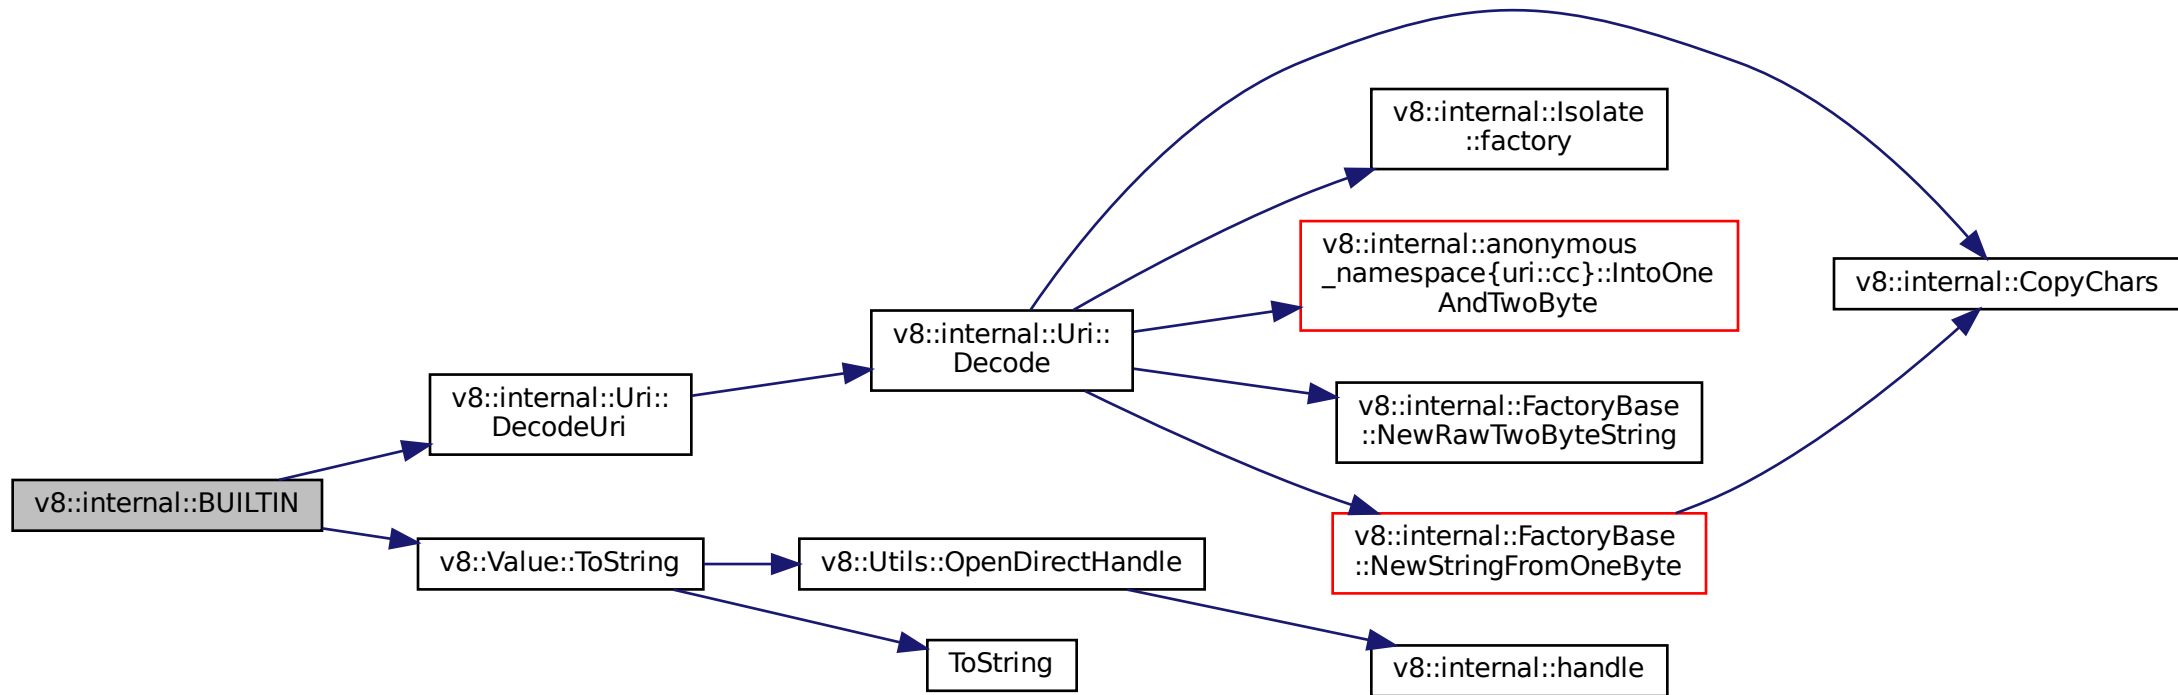 v8::internal::BUILTIN
v8::internal::Uri::
DecodeUri
v8::Value::ToString
v8::internal::Uri::
Decode
v8::Utils::OpenDirectHandle
ToString
v8::internal::Isolate
::factory
v8::internal::anonymous
_namespace{uri::cc}::IntoOne
AndTwoByte
v8::internal::FactoryBase
::NewRawTwoByteString
v8::internal::FactoryBase
::NewStringFromOneByte
v8::internal::handle
v8::internal::CopyChars